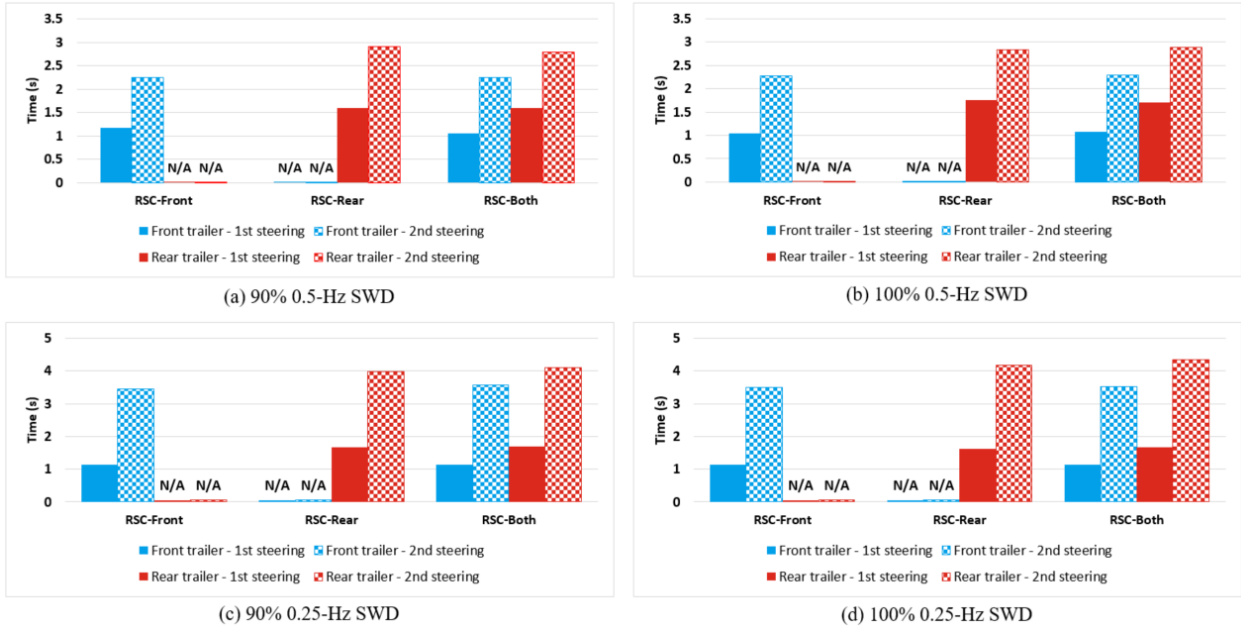 3.5
3
2.5
2
1.5
1
0.5
0
Time (s)
N/A N/A
N/A N/A
RSC-Front RSC-Rear RSC-Both
Front trailer - 1st steering Front trailer - 2nd steering
Rear trailer - 1st steering Rear trailer - 2nd steering
(a) 90% 0.5-Hz SWD
3.5
3
2.5
2
1.5
1
0.5
0
Time (s)
N/A N/A
N/A N/A
RSC-Front RSC-Rear RSC-Both
Front trailer - 1st steering Front trailer - 2nd steering
Rear trailer - 1st steering Rear trailer - 2nd steering
(b) 100% 0.5-Hz SWD
5
4
3
2
1
0
Time (s)
N/A N/A
N/A N/A
RSC-Front RSC-Rear RSC-Both
Front trailer - 1st steering Front trailer - 2nd steering
Rear trailer - 1st steering Rear trailer - 2nd steering
(c) 90% 0.25-Hz SWD
5
4
3
2
1
0
Time (s)
N/A N/A
N/A N/A
RSC-Front RSC-Rear RSC-Both
Front trailer - 1st steering Front trailer - 2nd steering
Rear trailer - 1st steering Rear trailer - 2nd steering
(d) 100% 0.25-Hz SWD